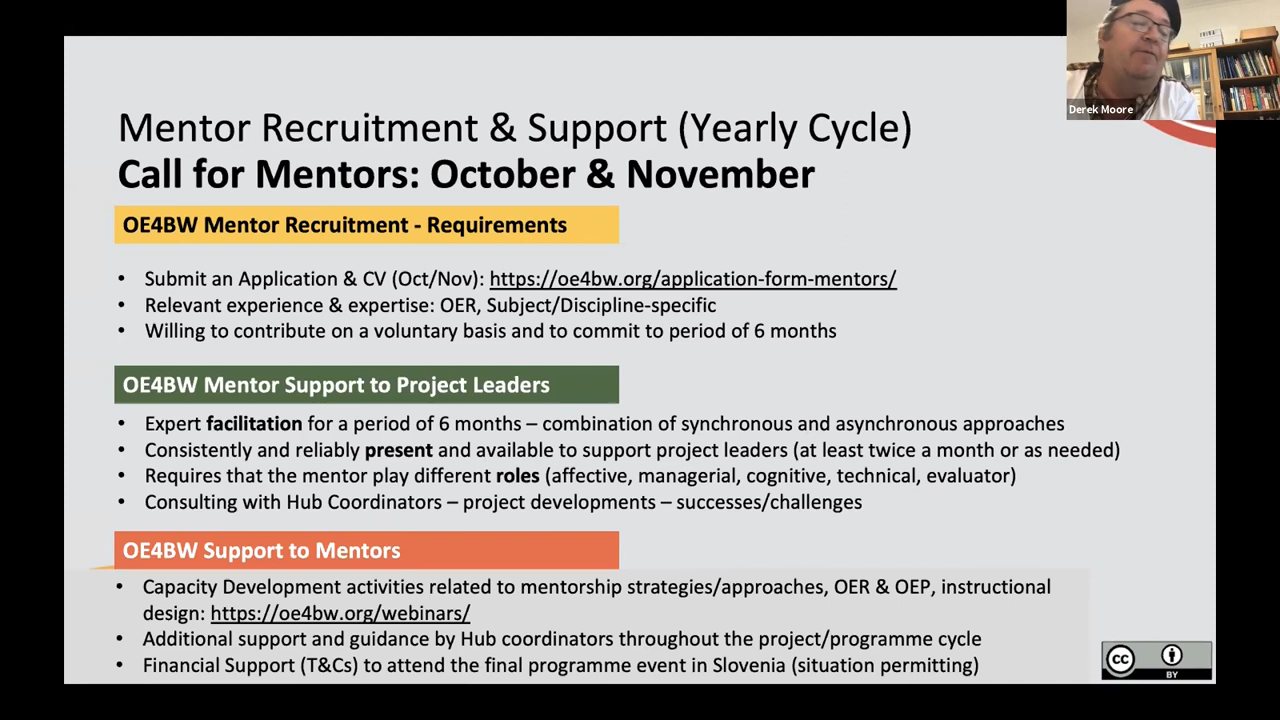 Derek Moore
Mentor Recruitment & Support (Yearly Cycle)
Call for Mentors: October & November
OE4BW Mentor Recruitment - Requirements
• Submit an Application & CV (Oct/Nov): https://oe4bw.org/application-form-mentors/
• Relevant experience & expertise: OER, Subject/Discipline-specific
• Willing to contribute on a voluntary basis and to commit to period of 6 months
OE4BW Mentor Support to Project Leaders
• Expert facilitation for a period of 6 months – combination of synchronous and asynchronous approaches
• Consistently and reliably present and available to support project leaders (at least twice a month or as needed)
• Requires that the mentor play different roles (affective, managerial, cognitive, technical, evaluator)
• Consulting with Hub Coordinators – project developments – successes/challenges
OE4BW Support to Mentors
• Capacity Development activities related to mentorship strategies/approaches, OER & OEP, instructional
design: https://oe4bw.org/webinars/
• Additional support and guidance by Hub coordinators throughout the project/programme cycle
• Financial Support (T&Cs) to attend the final programme event in Slovenia (situation permitting)
cc
BY